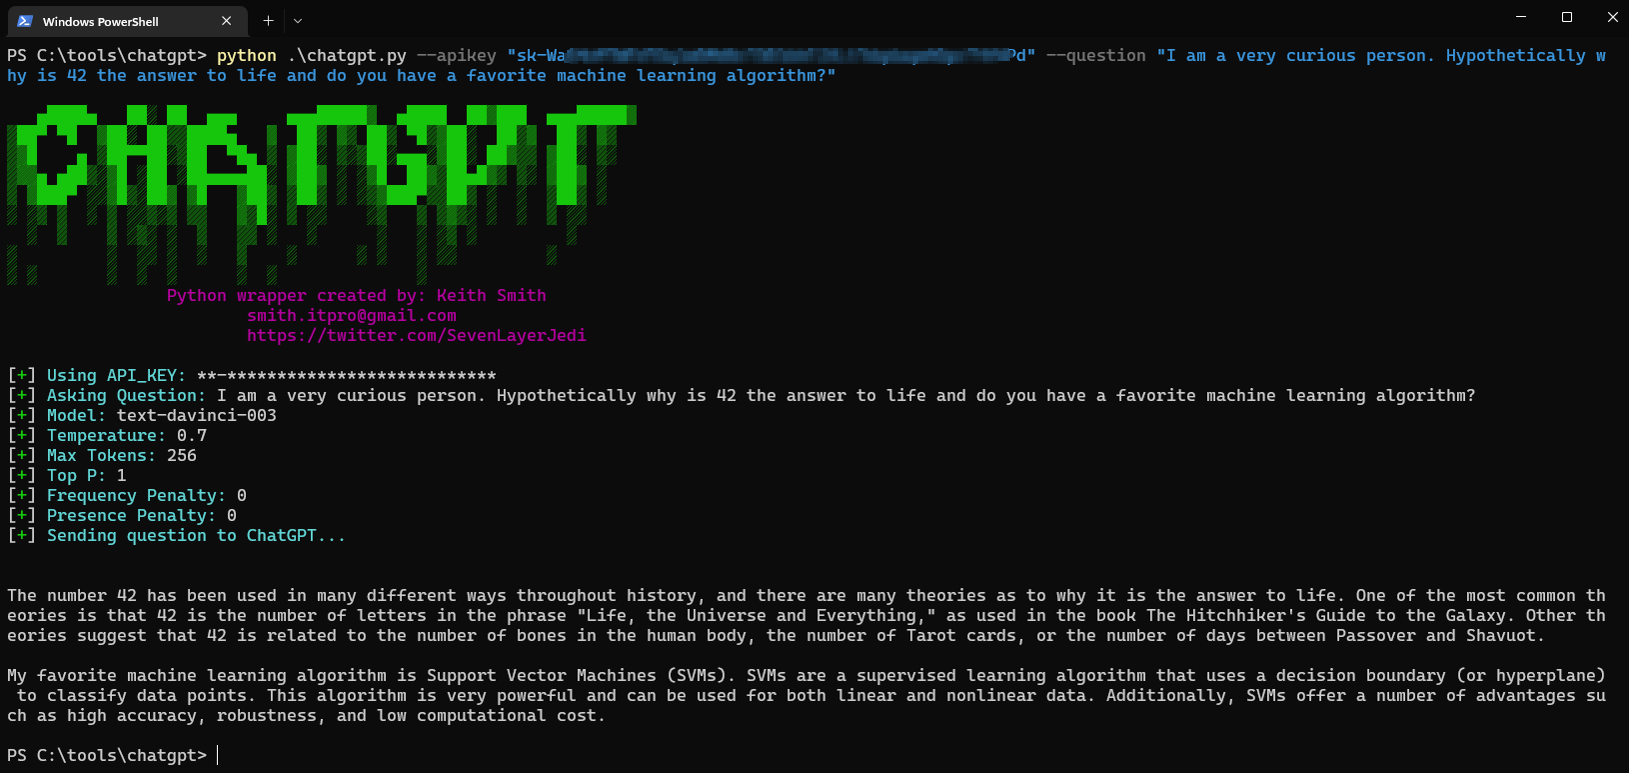 Windows PowerShell
PS C:\tools\chatgpt> python .\chatgpt.py --apikey "sk-Wa Pd" --question "I am a very curious person. Hypothetically w
hy is 42 the answer to life and do you have a favorite machine learning algorithm?"
CHATGPT
Python wrapper created by: Keith Smith
smith.itpro@gmail.com
https://twitter.com/SevenLayerJedi
[+] Using API_KEY: **-***************************
[+] Asking Question: I am a very curious person. Hypothetically why is 42 the answer to life and do you have a favorite machine learning algorithm?
[+] Model: text-davinci-003
[+] Temperature: 0.7
[+] Max Tokens: 256
[+] Top P: 1
[+] Frequency Penalty: 0
[+] Presence Penalty: 0
[+] Sending question to ChatGPT...
The number 42 has been used in many different ways throughout history, and there are many theories as to why it is the answer to life. One of the most common th
eories is that 42 is the number of letters in the phrase "Life, the Universe and Everything," as used in the book The Hitchhiker's Guide to the Galaxy. Other th
eories suggest that 42 is related to the number of bones in the human body, the number of Tarot cards, or the number of days between Passover and Shavuot.
My favorite machine learning algorithm is Support Vector Machines (SVMs). SVMs are a supervised learning algorithm that uses a decision boundary (or hyperplane)
to classify data points. This algorithm is very powerful and can be used for both linear and nonlinear data. Additionally, SVMs offer a number of advantages su
ch as high accuracy, robustness, and low computational cost.
PS C:\tools\chatgpt>